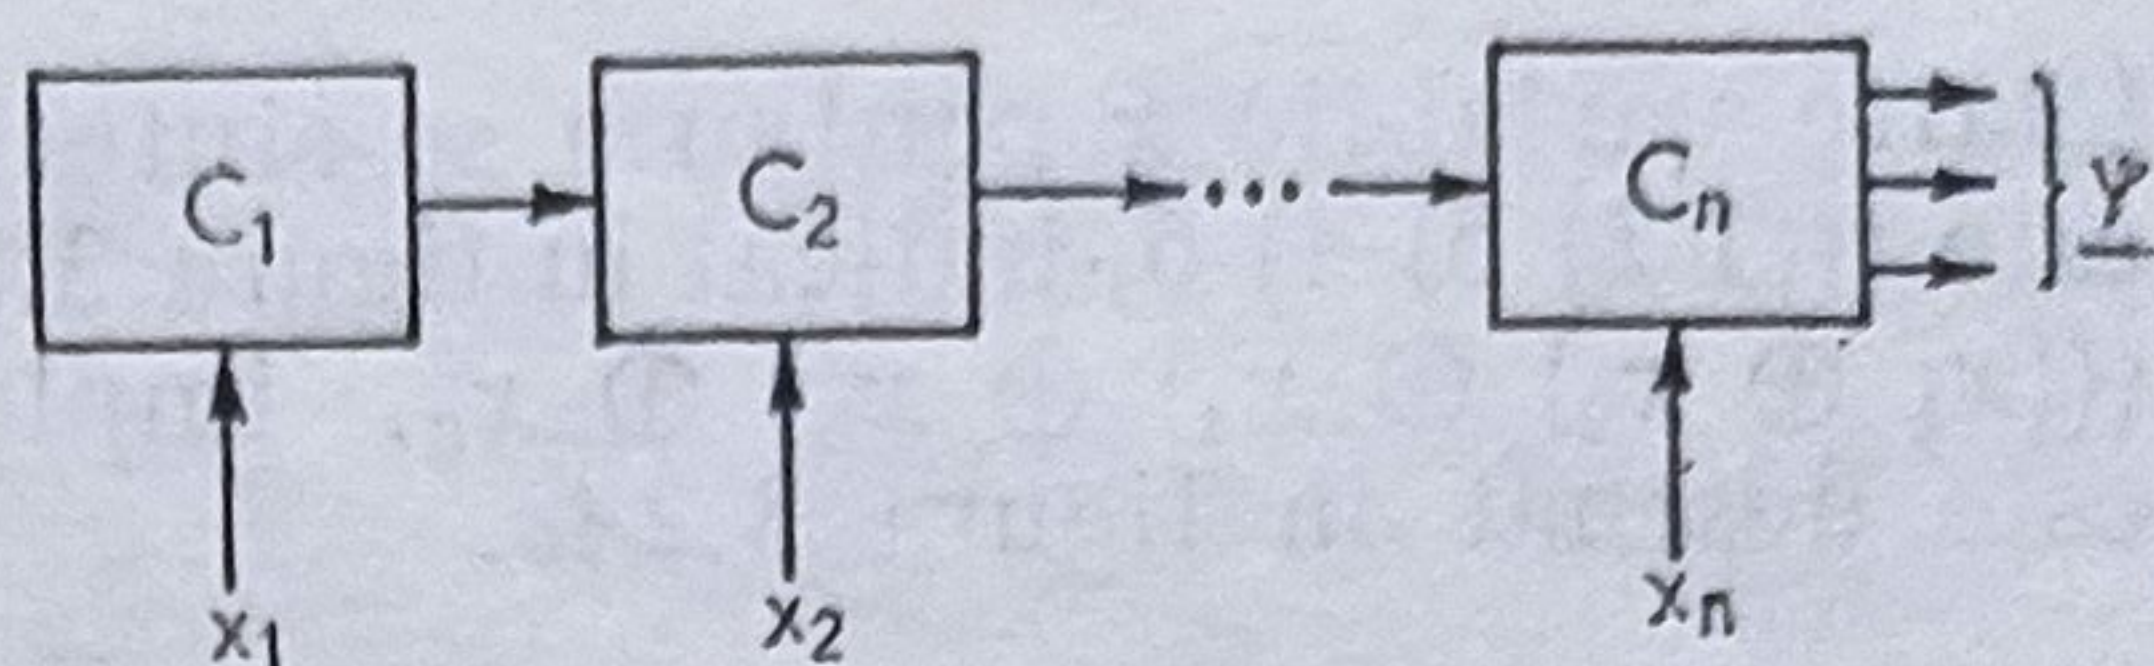 C₁ C₂ ... Cₙ Y
x₁ x₂ xₙ